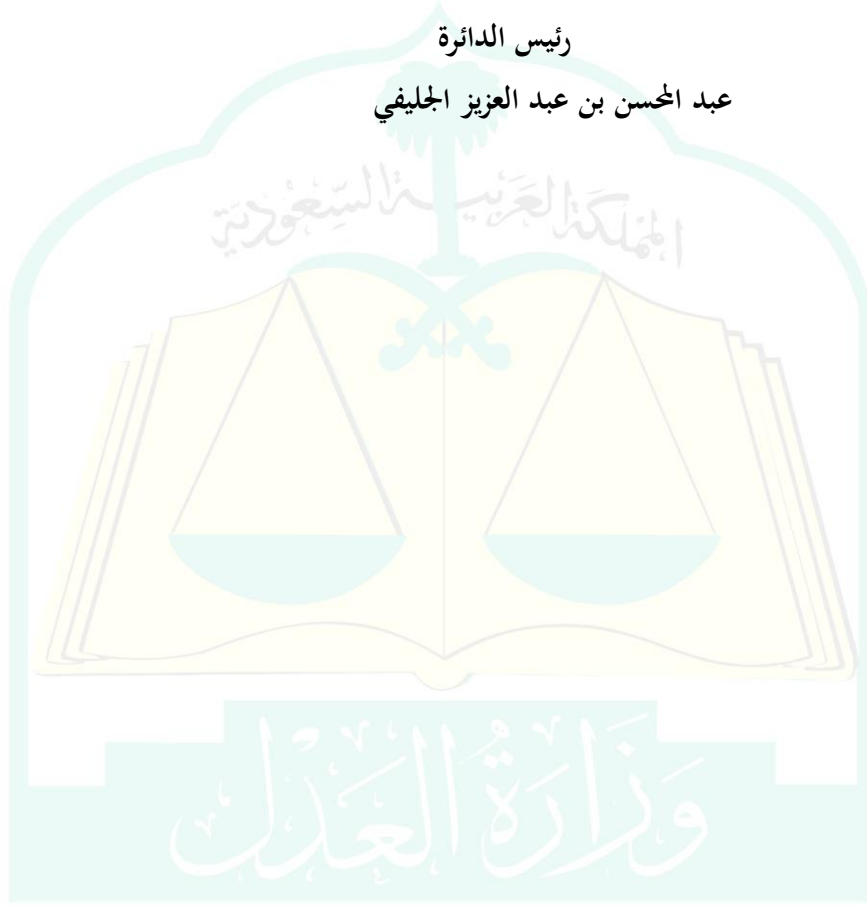 رئيس الدائرة
عبد المحسن بن عبد العزيز الجليفي
المملكة العربية السعودية
وزارة العدل